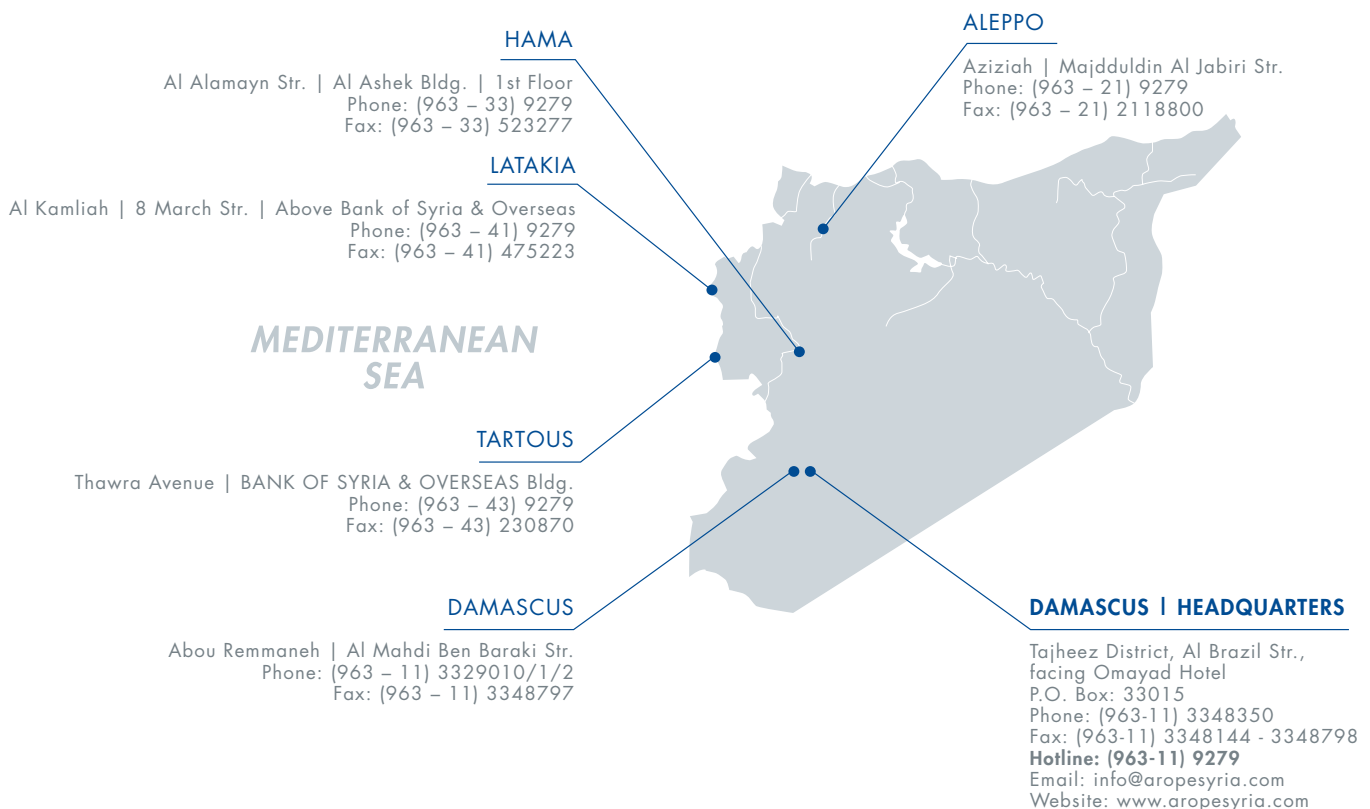 HAMA
Al Alamayn Str. | Al Ashek Bldg. | 1st Floor
Phone: (963 – 33) 9279
Fax: (963 – 33) 523277
ALEPPO
Aziziah | Majdduldin Al Jabiri Str.
Phone: (963 – 21) 9279
Fax: (963 – 21) 2118800
LATAKIA
Al Kamliah | 8 March Str. | Above Bank of Syria & Overseas
Phone: (963 – 41) 9279
Fax: (963 – 41) 475223
MEDITERRANEAN
SEA
TARTOUS
Thawra Avenue | BANK OF SYRIA & OVERSEAS Bldg.
Phone: (963 – 43) 9279
Fax: (963 – 43) 230870
DAMASCUS
Abou Remmaneh | Al Mahdi Ben Baraki Str.
Phone: (963 – 11) 3329010/1/2
Fax: (963 – 11) 3348797
DAMASCUS | HEADQUARTERS
Tajheez District, Al Brazil Str.,
facing Omayad Hotel
P.O. Box: 33015
Phone: (963-11) 3348350
Fax: (963-11) 3348144 - 3348798
Hotline: (963-11) 9279
Email: info@aropesyria.com
Website: www.aropesyria.com